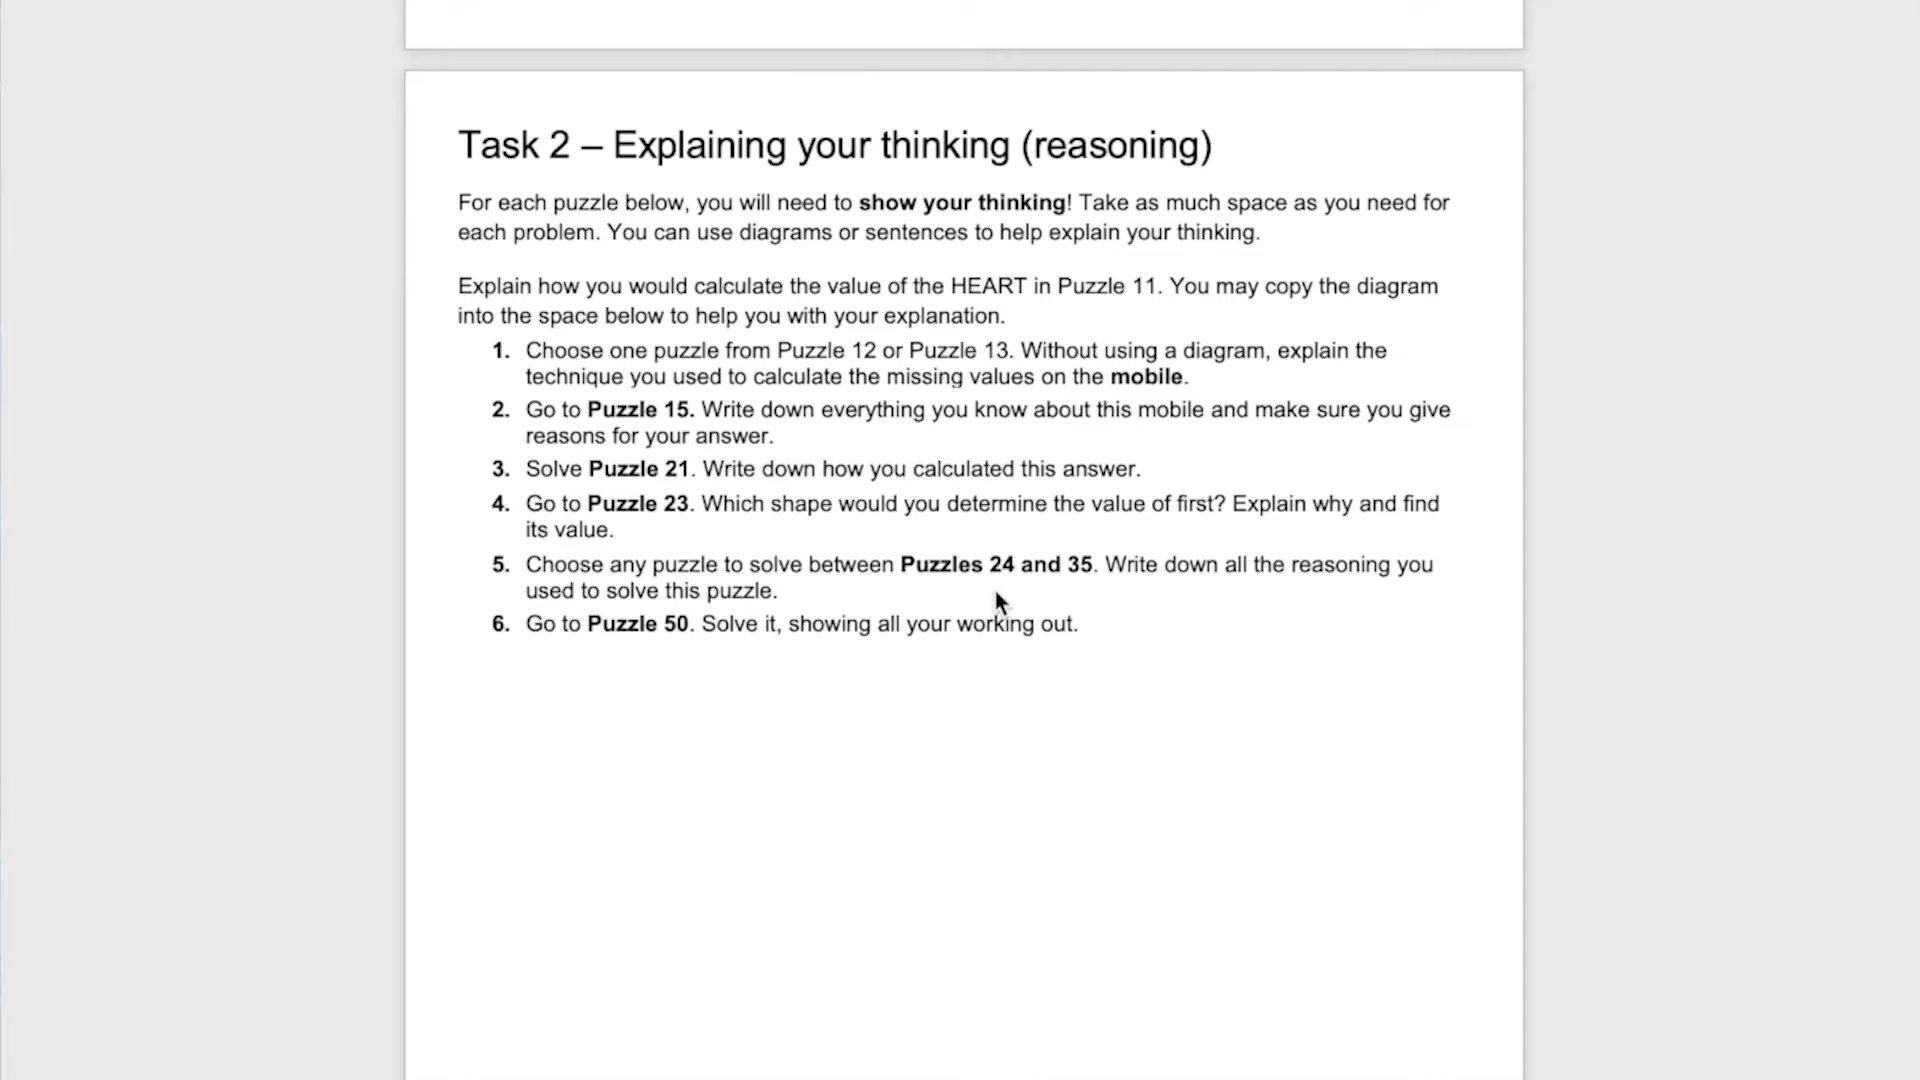 Task 2 – Explaining your thinking (reasoning)
For each puzzle below, you will need to show your thinking! Take as much space as you need for
each problem. You can use diagrams or sentences to help explain your thinking.
Explain how you would calculate the value of the HEART in Puzzle 11. You may copy the diagram
into the space below to help you with your explanation.
1. Choose one puzzle from Puzzle 12 or Puzzle 13. Without using a diagram, explain the
technique you used to calculate the missing values on the mobile.
2. Go to Puzzle 15. Write down everything you know about this mobile and make sure you give
reasons for your answer.
3. Solve Puzzle 21. Write down how you calculated this answer.
4. Go to Puzzle 23. Which shape would you determine the value of first? Explain why and find
its value.
5. Choose any puzzle to solve between Puzzles 24 and 35. Write down all the reasoning you
used to solve this puzzle.
6. Go to Puzzle 50. Solve it, showing all your working out.